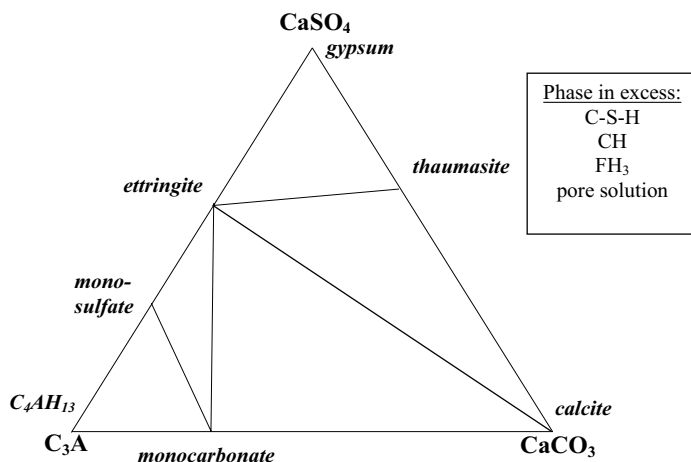 CaSO₄
gypsum
Phase in excess:
C-S-H
CH
FH₃
pore solution
thaumasite
ettringite
mono-
sulfate
C₄AH₁₃
calcite
C₃A
monocarbonate
CaCO₃